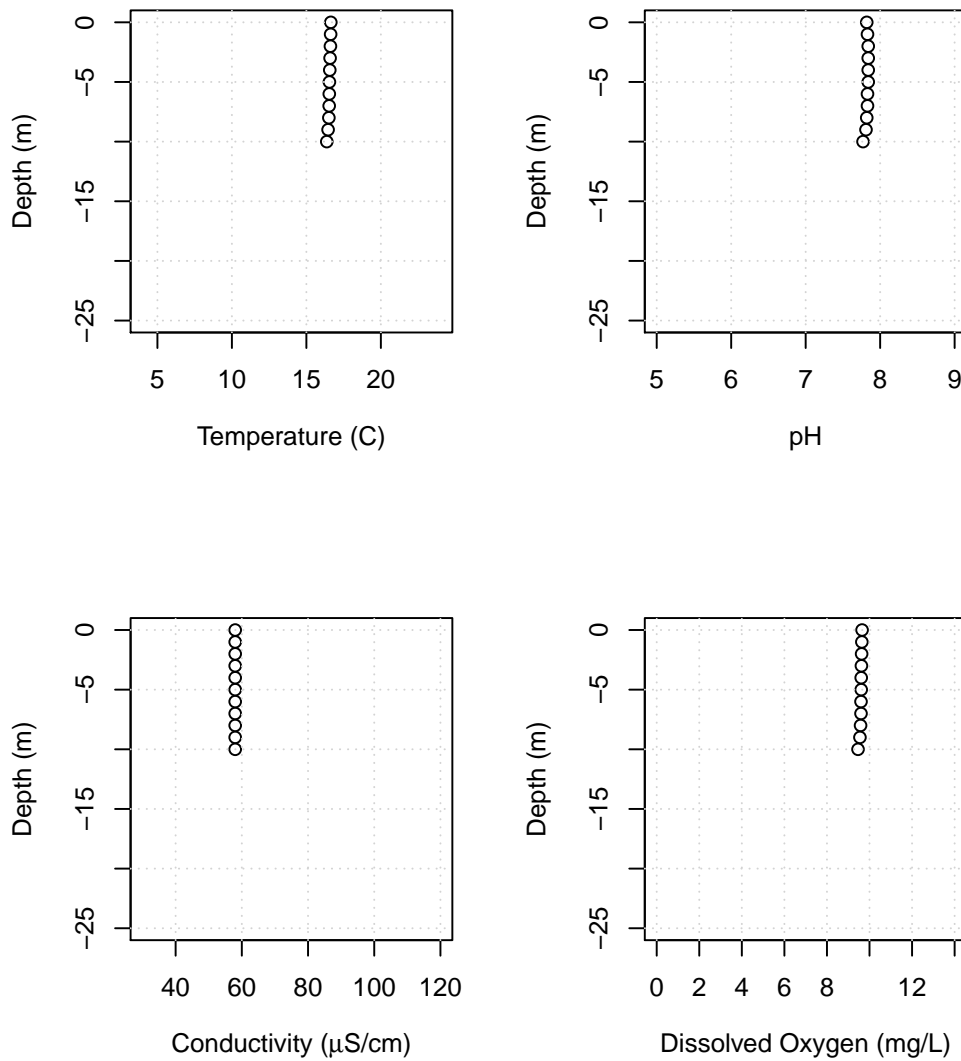 0
−5
−15
−25
Depth (m)
5 10 15 20
Temperature (C)
0
−5
−15
−25
Depth (m)
5 6 7 8 9
pH
0
−5
−15
−25
Depth (m)
40 60 80 100 120
Conductivity (μS/cm)
0
−5
−15
−25
Depth (m)
0 2 4 6 8 12
Dissolved Oxygen (mg/L)